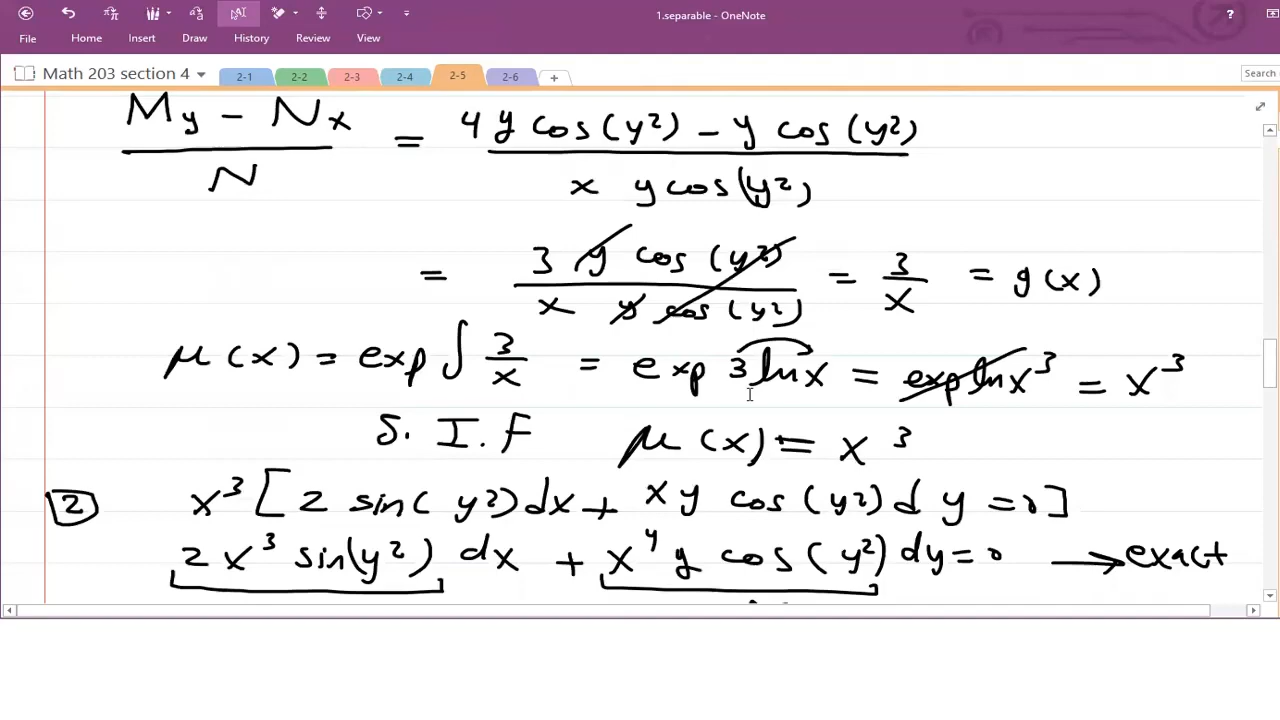 1.separable - OneNote
?
File Home Insert Draw History Review View
Math 203 section 4 2-1 2-2 2-3 2-4 2-5 2-6 + Search
My - Nx / N = 4y cos(y²) - y cos(y²) / x y cos(y²)
= 3 y cos(y²) / x y cos(y²) = 3/x = g(x)
μ(x) = exp ∫ 3/x = exp 3 ln x = exp ln x³ = x³
S. I.F μ(x) = x³
2 x³ [2 sin(y²)dx + xy cos(y²)dy = 0]
2x³ sin(y²) dx + x⁴ y cos(y²)dy = 0 → exact